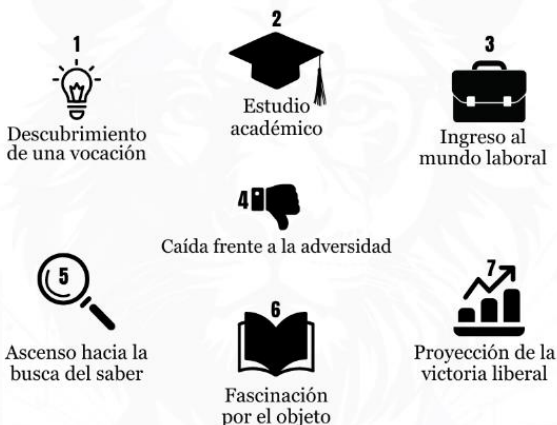 1
Descubrimiento
de una vocación
2
Estudio
académico
3
Ingreso al
mundo laboral
4
Caída frente a la adversidad
5
Ascenso hacia la
busca del saber
6
Fascinación
por el objeto
7
Proyección de la
victoria liberal